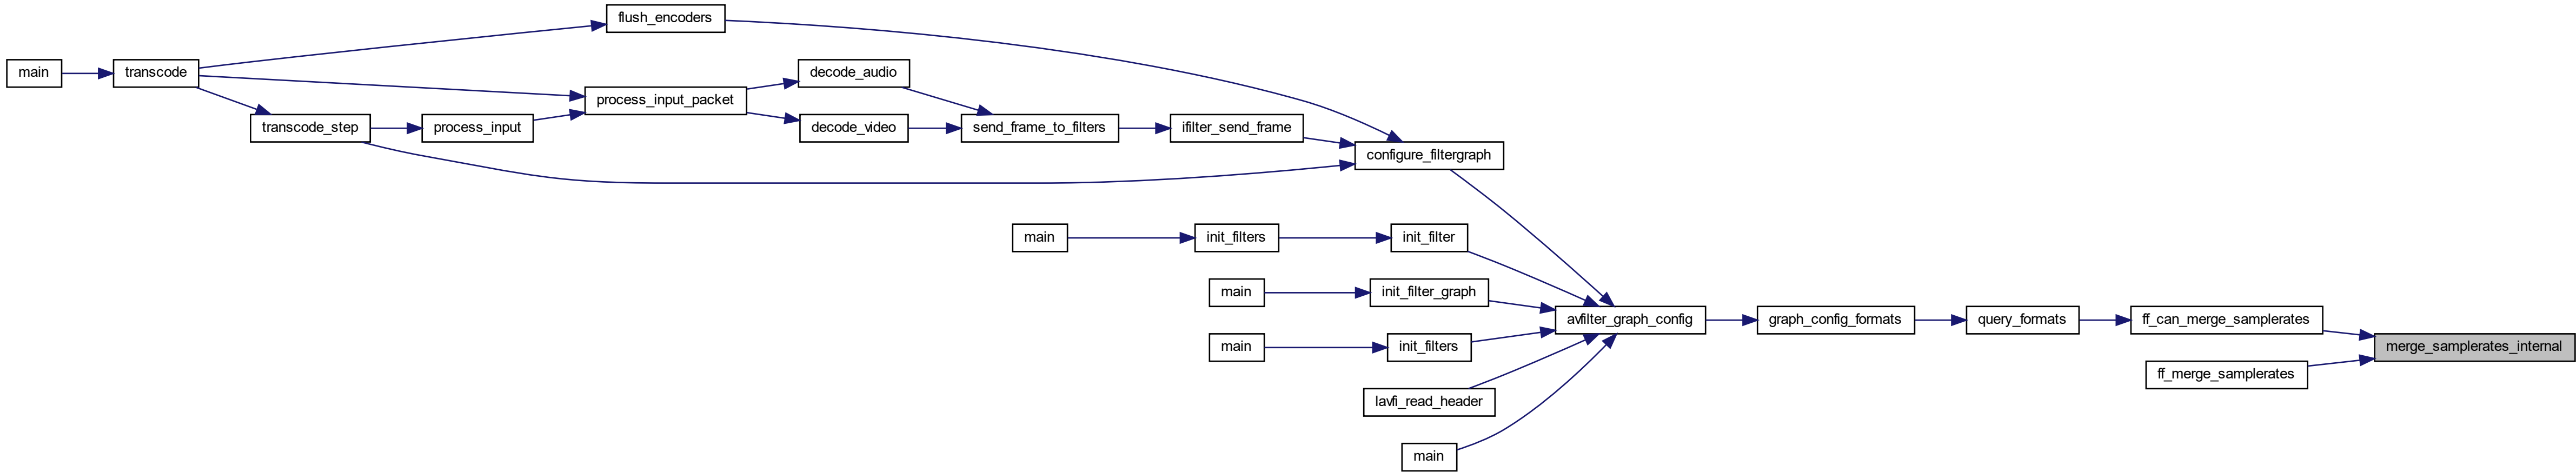 flush_encoders
main
transcode
decode_audio
process_input_packet
transcode_step
process_input
decode_video
send_frame_to_filters
ifilter_send_frame
configure_filtergraph
main
init_filters
init_filter
main
init_filter_graph
avfilter_graph_config
graph_config_formats
query_formats
ff_can_merge_samplerates
main
init_filters
merge_samplerates_internal
ff_merge_samplerates
lavfi_read_header
main